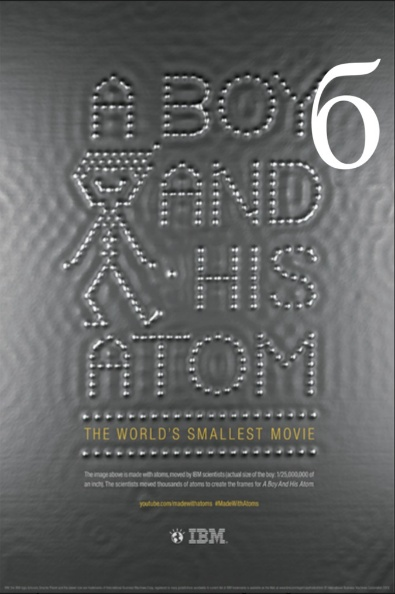 A BOY
б
AND
HIS
ATOM
THE WORLD'S SMALLEST MOVIE
The image above is made with atoms, moved by IBM scientists (actual size of the boy: 1/25,000,000 of
an inch). The scientists moved thousands of atoms to create the frames for A Boy And His Atom.
youtube.com/madewithatoms #MadeWithAtoms
IBM